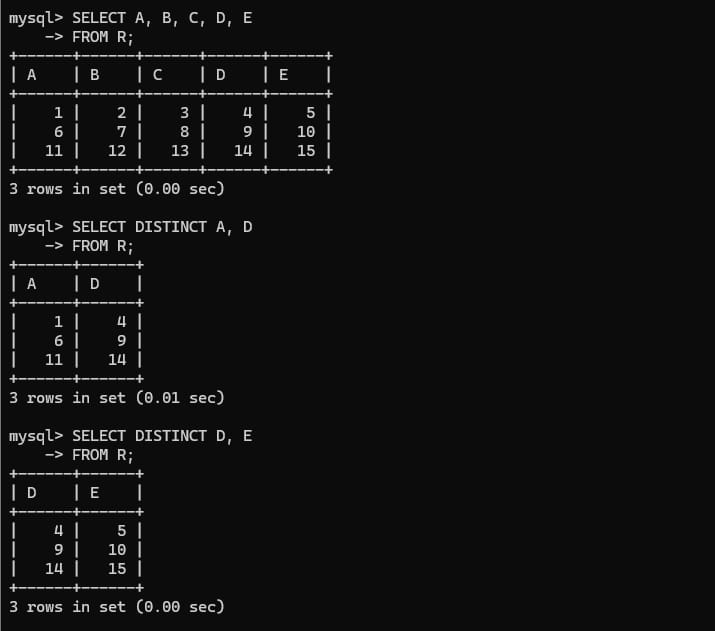 mysql> SELECT A, B, C, D, E
    -> FROM R;
+------+------+------+------+------+
| A    | B    | C    | D    | E    |
+------+------+------+------+------+
|    1 |    2 |    3 |    4 |    5 |
|    6 |    7 |    8 |    9 |   10 |
|   11 |   12 |   13 |   14 |   15 |
+------+------+------+------+------+
3 rows in set (0.00 sec)

mysql> SELECT DISTINCT A, D
    -> FROM R;
+------+------+
| A    | D    |
+------+------+
|    1 |    4 |
|    6 |    9 |
|   11 |   14 |
+------+------+
3 rows in set (0.01 sec)

mysql> SELECT DISTINCT D, E
    -> FROM R;
+------+------+
| D    | E    |
+------+------+
|    4 |    5 |
|    9 |   10 |
|   14 |   15 |
+------+------+
3 rows in set (0.00 sec)